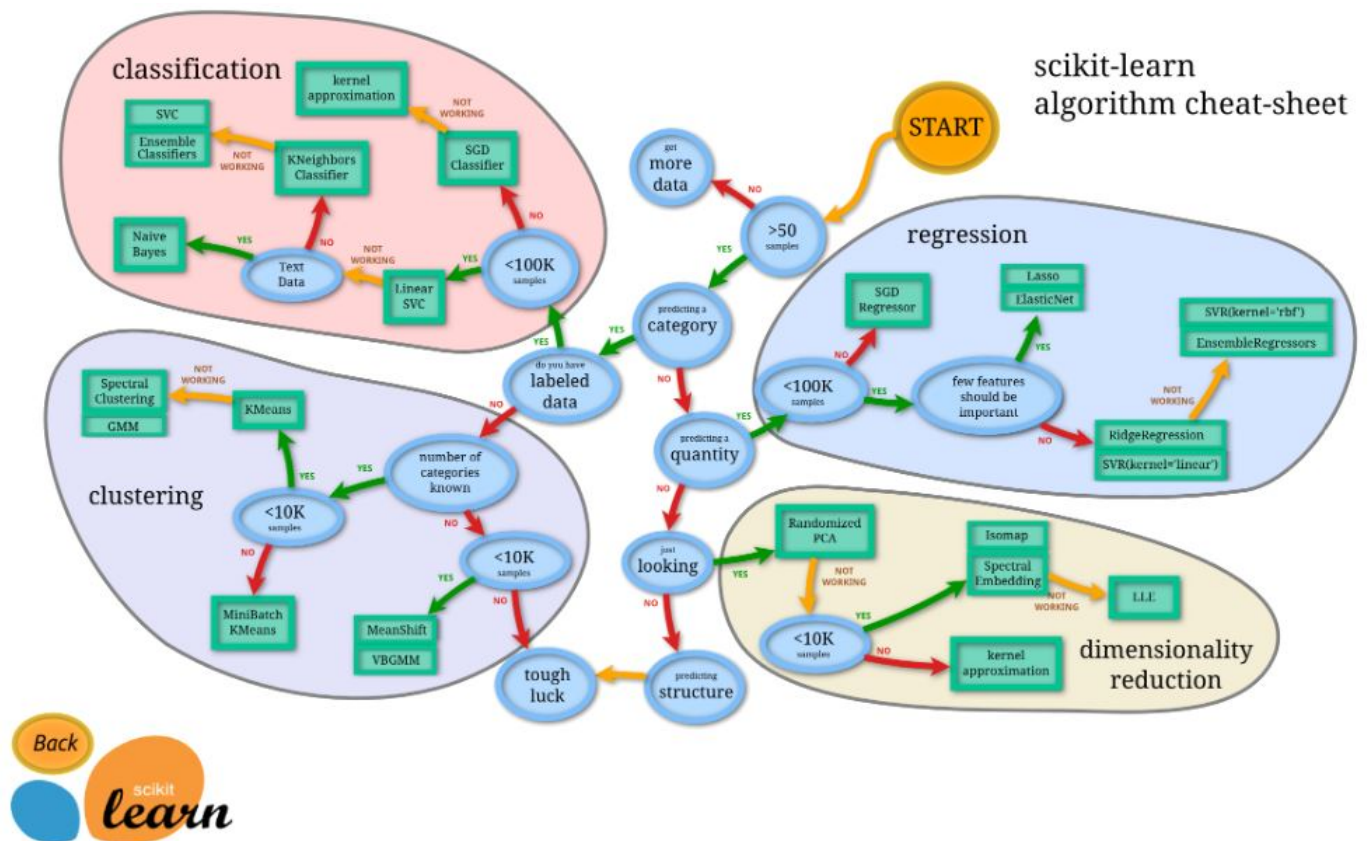 scikit-learn
algorithm cheat-sheet
START
get
more
data
NO
>50
samples
YES
predicting a
category
YES
NO
do you have
labeled
data
YES
NO
predicting a
quantity
YES
NO
just
looking
YES
NO
predicting
structure
tough
luck
classification
kernel
approximation
NOT
WORKING
SGD
Classifier
NO
<100K
samples
YES
Linear
SVC
NOT
WORKING
Text
Data
YES
Naive
Bayes
NO
KNeighbors
Classifier
NOT
WORKING
SVC
Ensemble
Classifiers
clustering
number of
categories
known
YES
NO
<10K
samples
YES
KMeans
NOT
WORKING
Spectral
Clustering
GMM
NO
MiniBatch
KMeans
<10K
samples
YES
NO
MeanShift
VBGMM
regression
<100K
samples
NO
SGD
Regressor
YES
few features
should be
important
YES
Lasso
ElasticNet
NO
RidgeRegression
SVR(kernel='linear')
NOT
WORKING
SVR(kernel='rbf')
EnsembleRegressors
dimensionality
reduction
Randomized
PCA
NOT
WORKING
<10K
samples
YES
Isomap
Spectral
Embedding
NOT
WORKING
LLE
NO
kernel
approximation
Back
scikit
learn